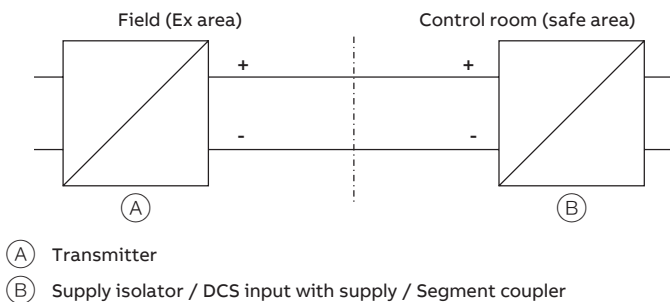 Field (Ex area) Control room (safe area)
+ +
- -
A B
A Transmitter
B Supply isolator / DCS input with supply / Segment coupler